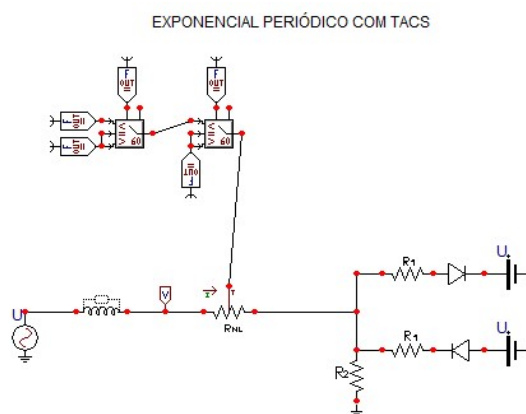 EXPONENCIAL PERIÓDICO COM TACS
F OUT
F OUT
F OUT
60
60
F OUT
F OUT
U+
R1
V
I
T
U
RNL
U+
R1
R2